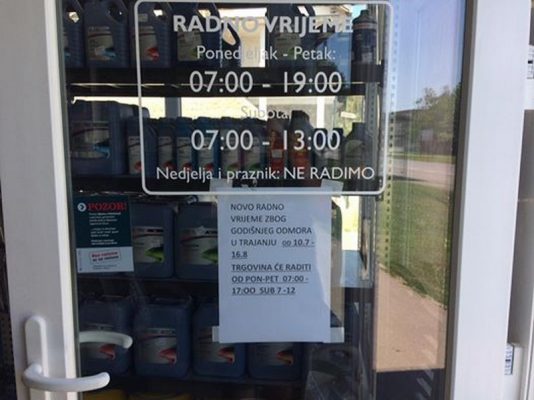 RADNO VRIJEME
Ponedjeljak - Petak:
07:00 - 19:00
Subota:
07:00 - 13:00
Nedjelja i praznik: NE RADIMO
NOVO RADNO
VRIJEME ZBOG
GODIŠNJEG ODMORA
U TRAJANJU OD 10.7 -
16.8
TRGOVINA ĆE RADITI
OD PON-PET 07:00 -
17:OO SUB 7 -12
POZOR!